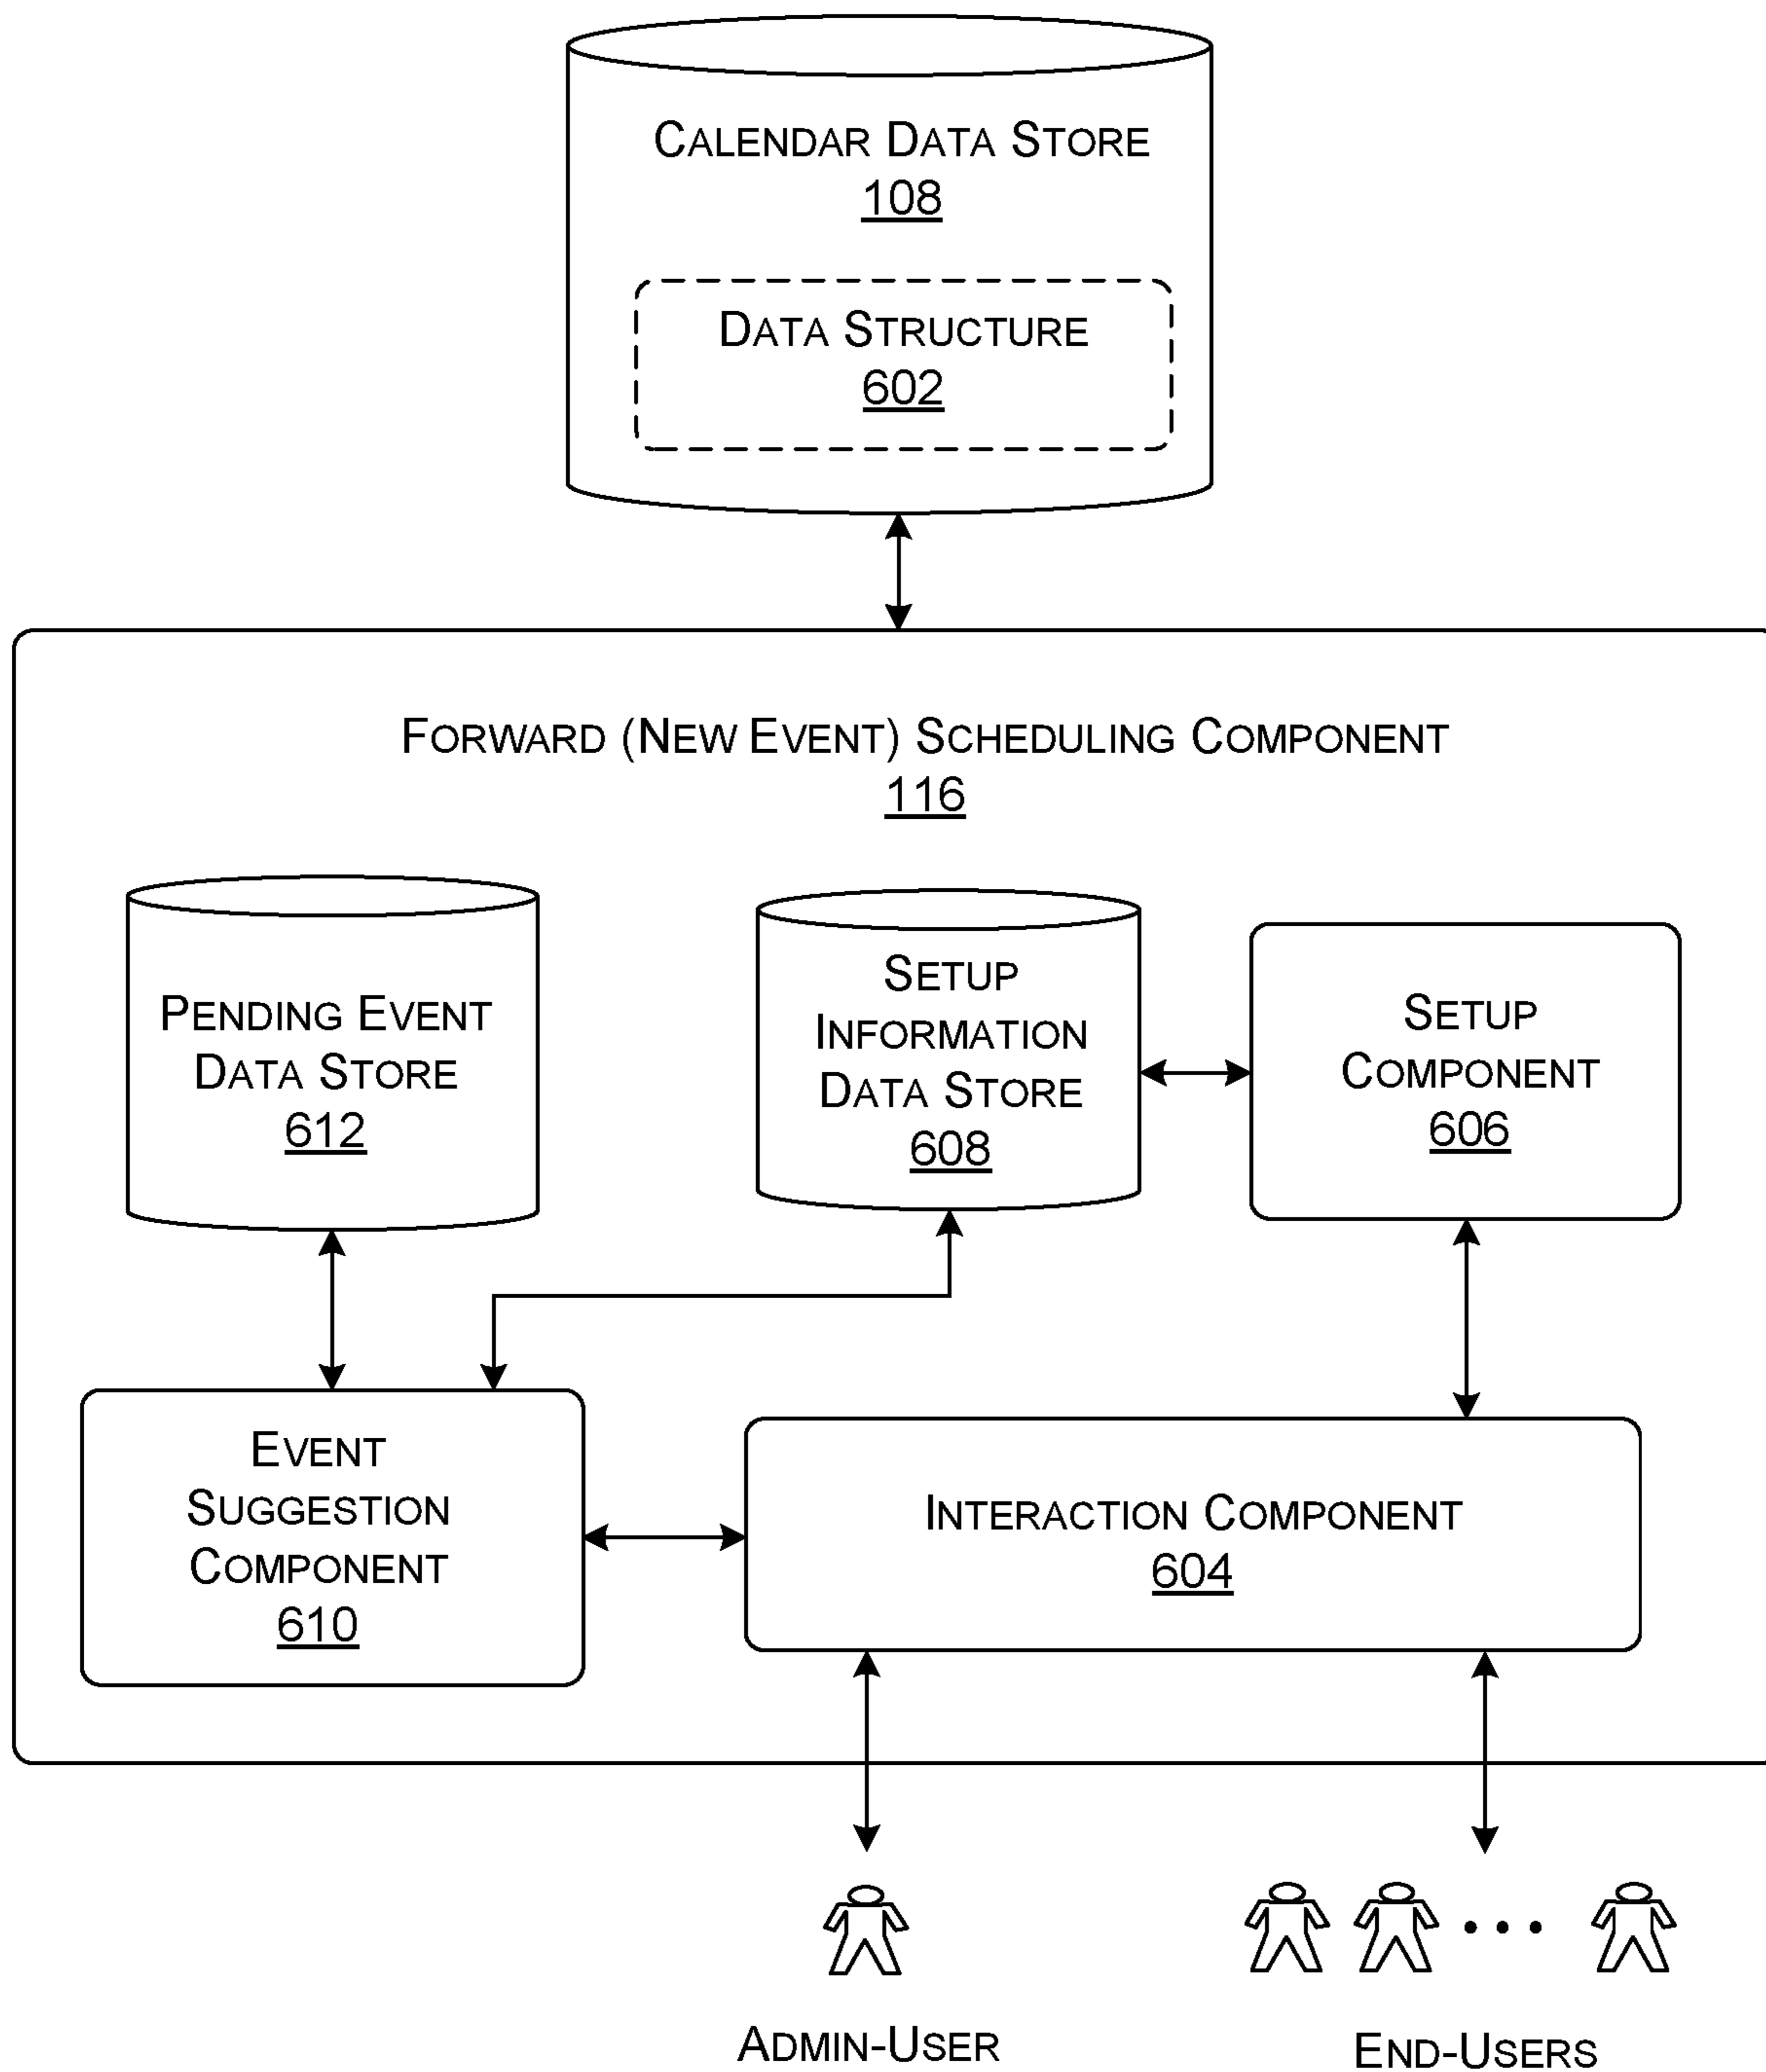 CALENDAR DATA STORE
108
DATA STRUCTURE
602
FORWARD (NEW EVENT) SCHEDULING COMPONENT
116
PENDING EVENT
DATA STORE
612
SETUP
INFORMATION
DATA STORE
608
SETUP
COMPONENT
606
EVENT
SUGGESTION
COMPONENT
610
INTERACTION COMPONENT
604
ADMIN-USER
END-USERS